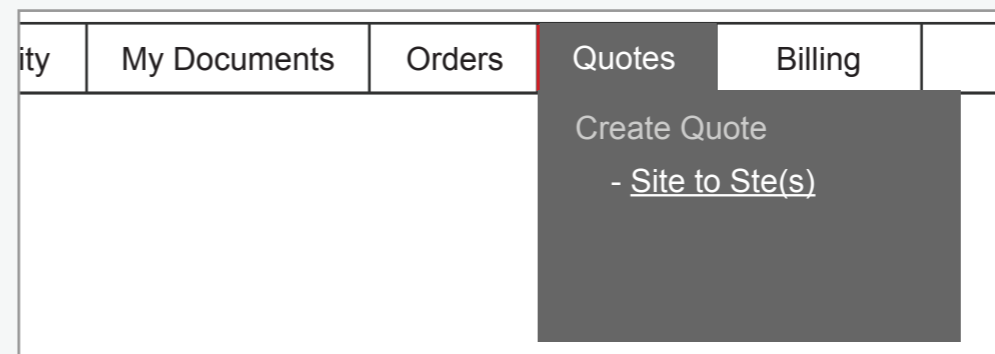 ity My Documents Orders Quotes Billing
Create Quote
- Site to Ste(s)